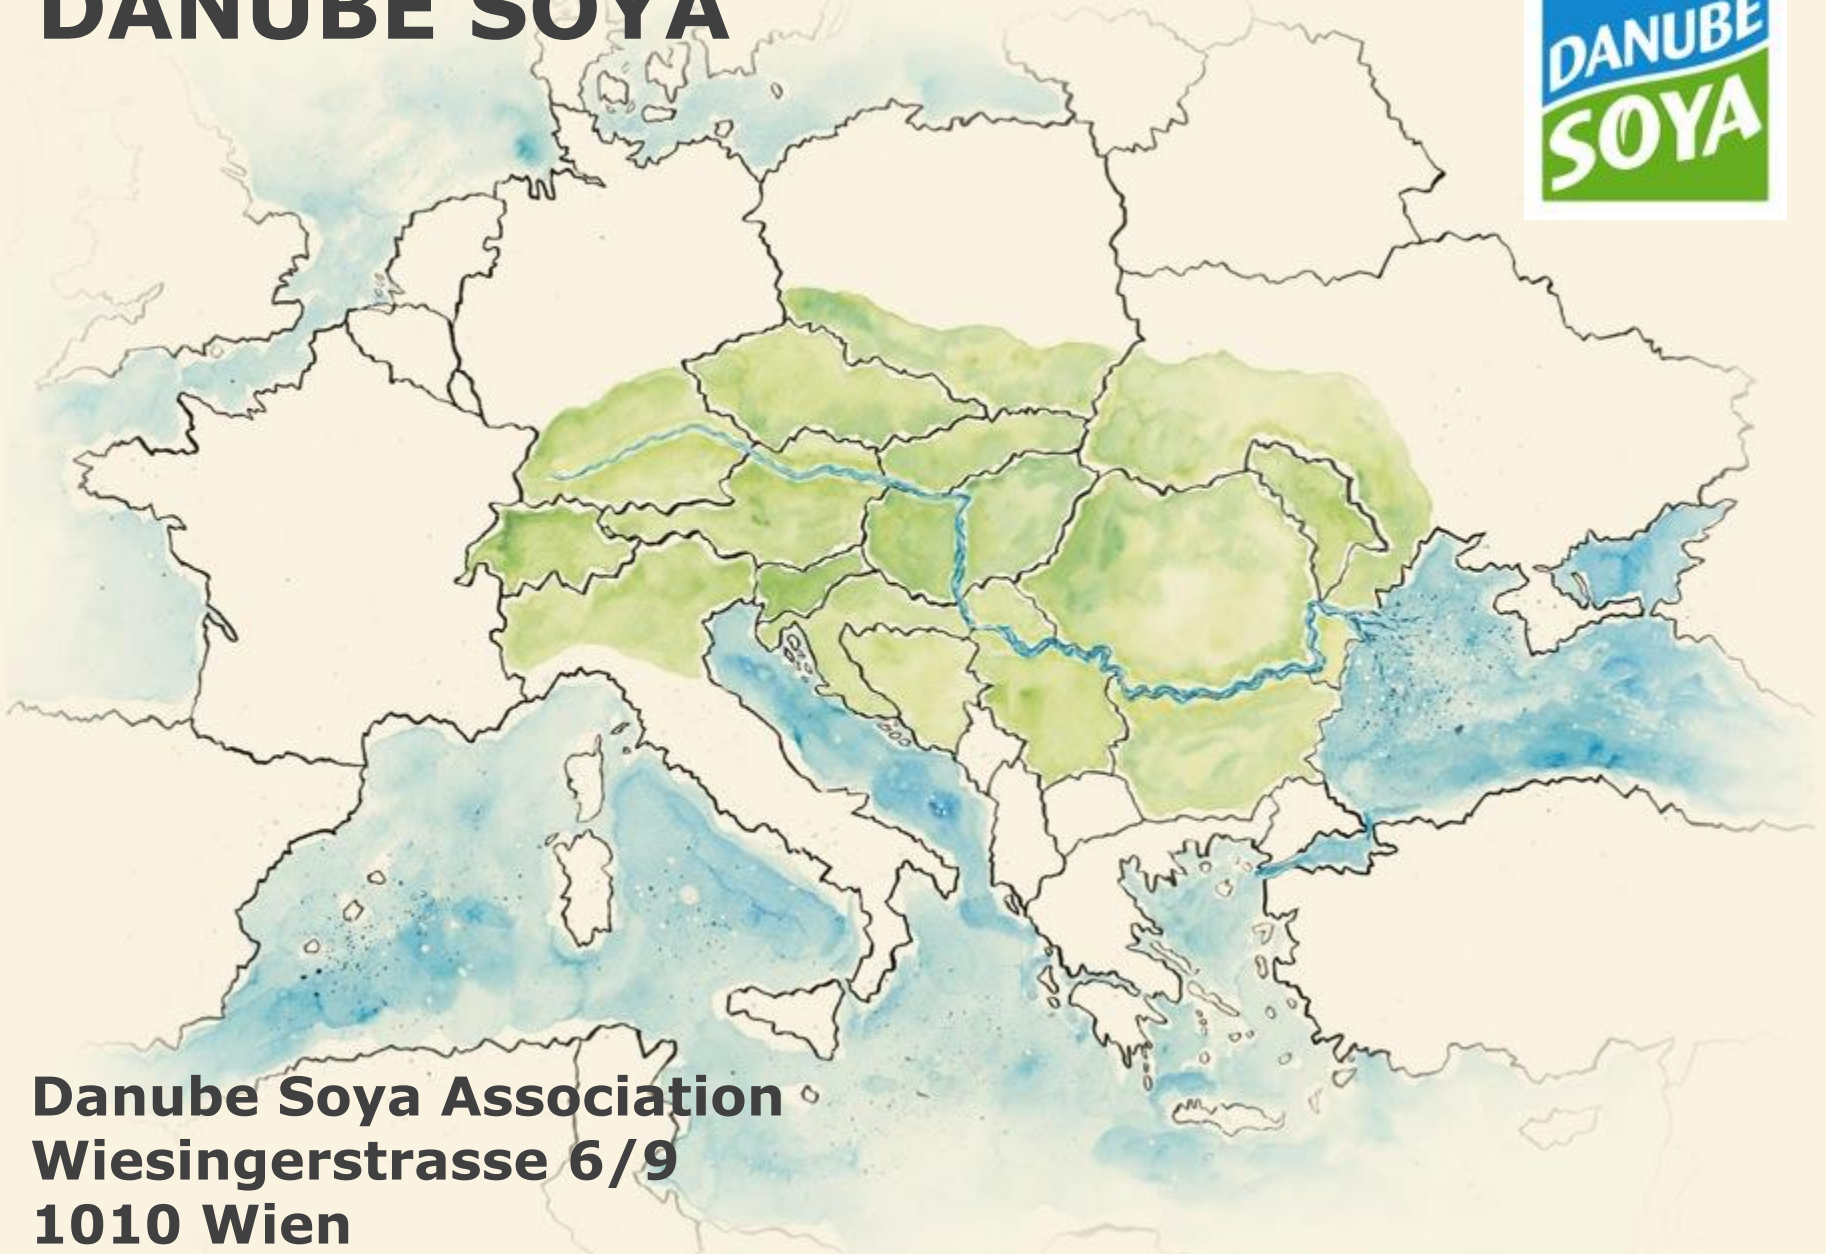 DANUBE SOYA
DANUBE
SOYA
Danube Soya Association
Wiesingerstrasse 6/9
1010 Wien